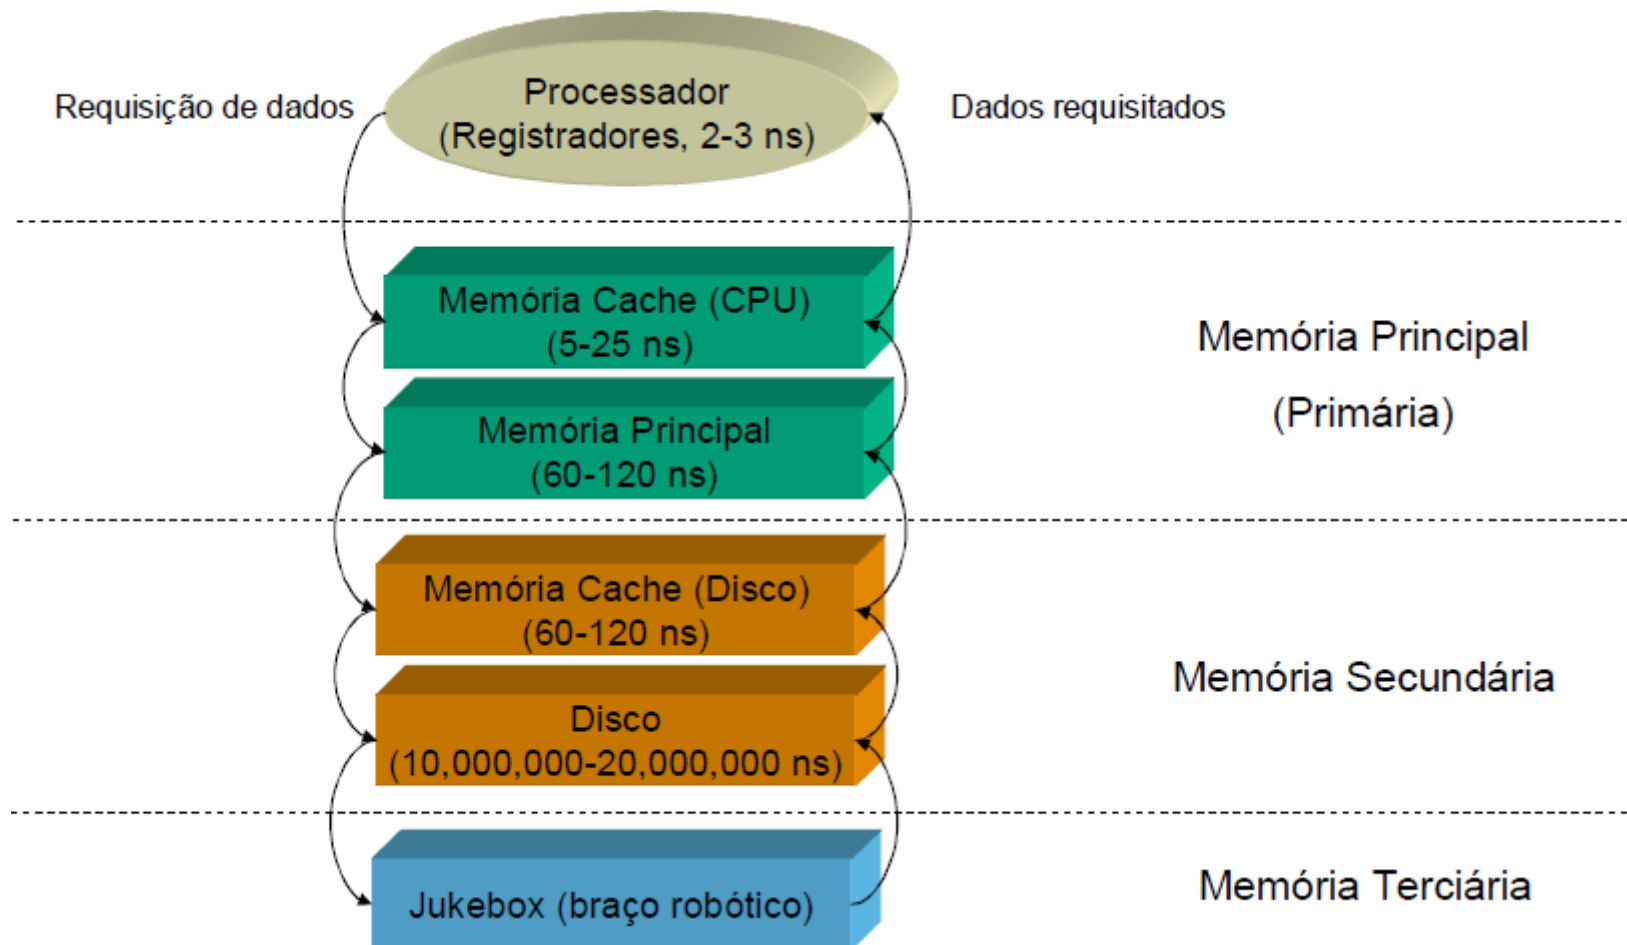 Requisição de dados
Processador
(Registradores, 2-3 ns)
Dados requisitados
Memória Cache (CPU)
(5-25 ns)
Memória Principal
(60-120 ns)
Memória Principal
(Primária)
Memória Cache (Disco)
(60-120 ns)
Disco
(10,000,000-20,000,000 ns)
Memória Secundária
Jukebox (braço robótico)
Memória Terciária